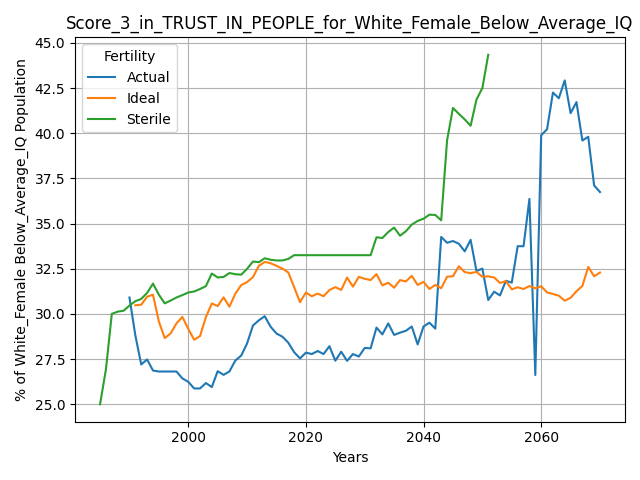 Score_3_in_TRUST_IN_PEOPLE_for_White_Female_Below_Average_IQ
% of White_Female Below_Average_IQ Population
45.0
42.5
40.0
37.5
35.0
32.5
30.0
27.5
25.0
Fertility
Actual
Ideal
Sterile
2000
2020
2040
2060
Years